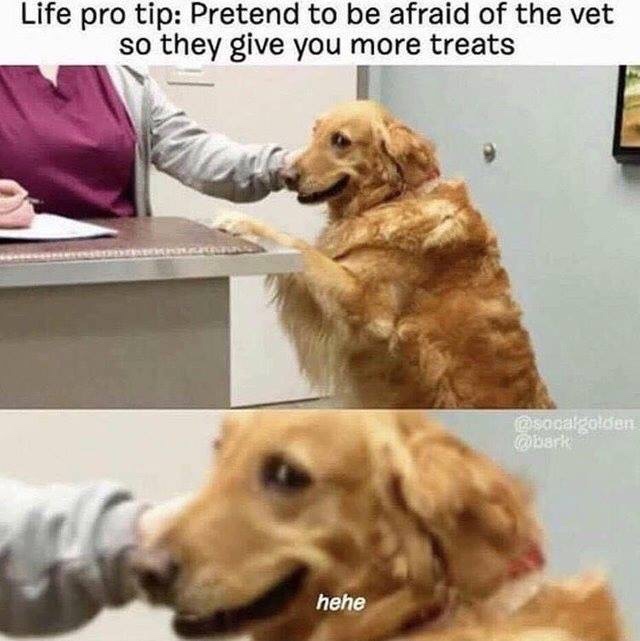 Life pro tip: Pretend to be afraid of the vet
so they give you more treats
@socalgolden
@bark
hehe